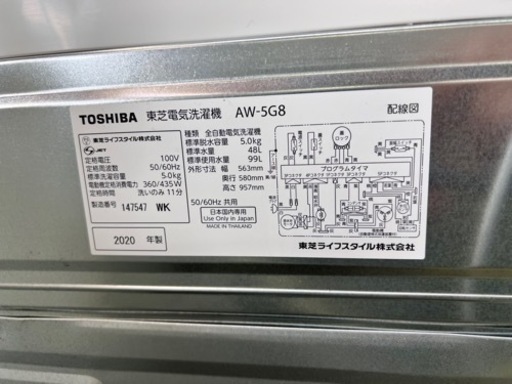 TOSHIBA 東芝電気洗濯機 AW-5G8 配線図
東芝ライフスタイル株式会社
JET
定格電圧 100V
定格周波数 50/60Hz
標準洗濯容量 5.0kg
電動機定格消費電力 360/435W
定格時間 洗いのみ 11分
製造番号 147547 WK
2020 年製
種類 全自動電気洗濯機
標準脱水容量 5.0kg
標準水量 48L
標準使用水量 99L
外形寸法 幅 563mm
奥行 580mm
高さ 957mm
50/60Hz 共用
日本国内専用
Use Only in Japan
MADE IN THAILAND
蓋
ロック
プログラムタイマ
東芝ライフスタイル株式会社